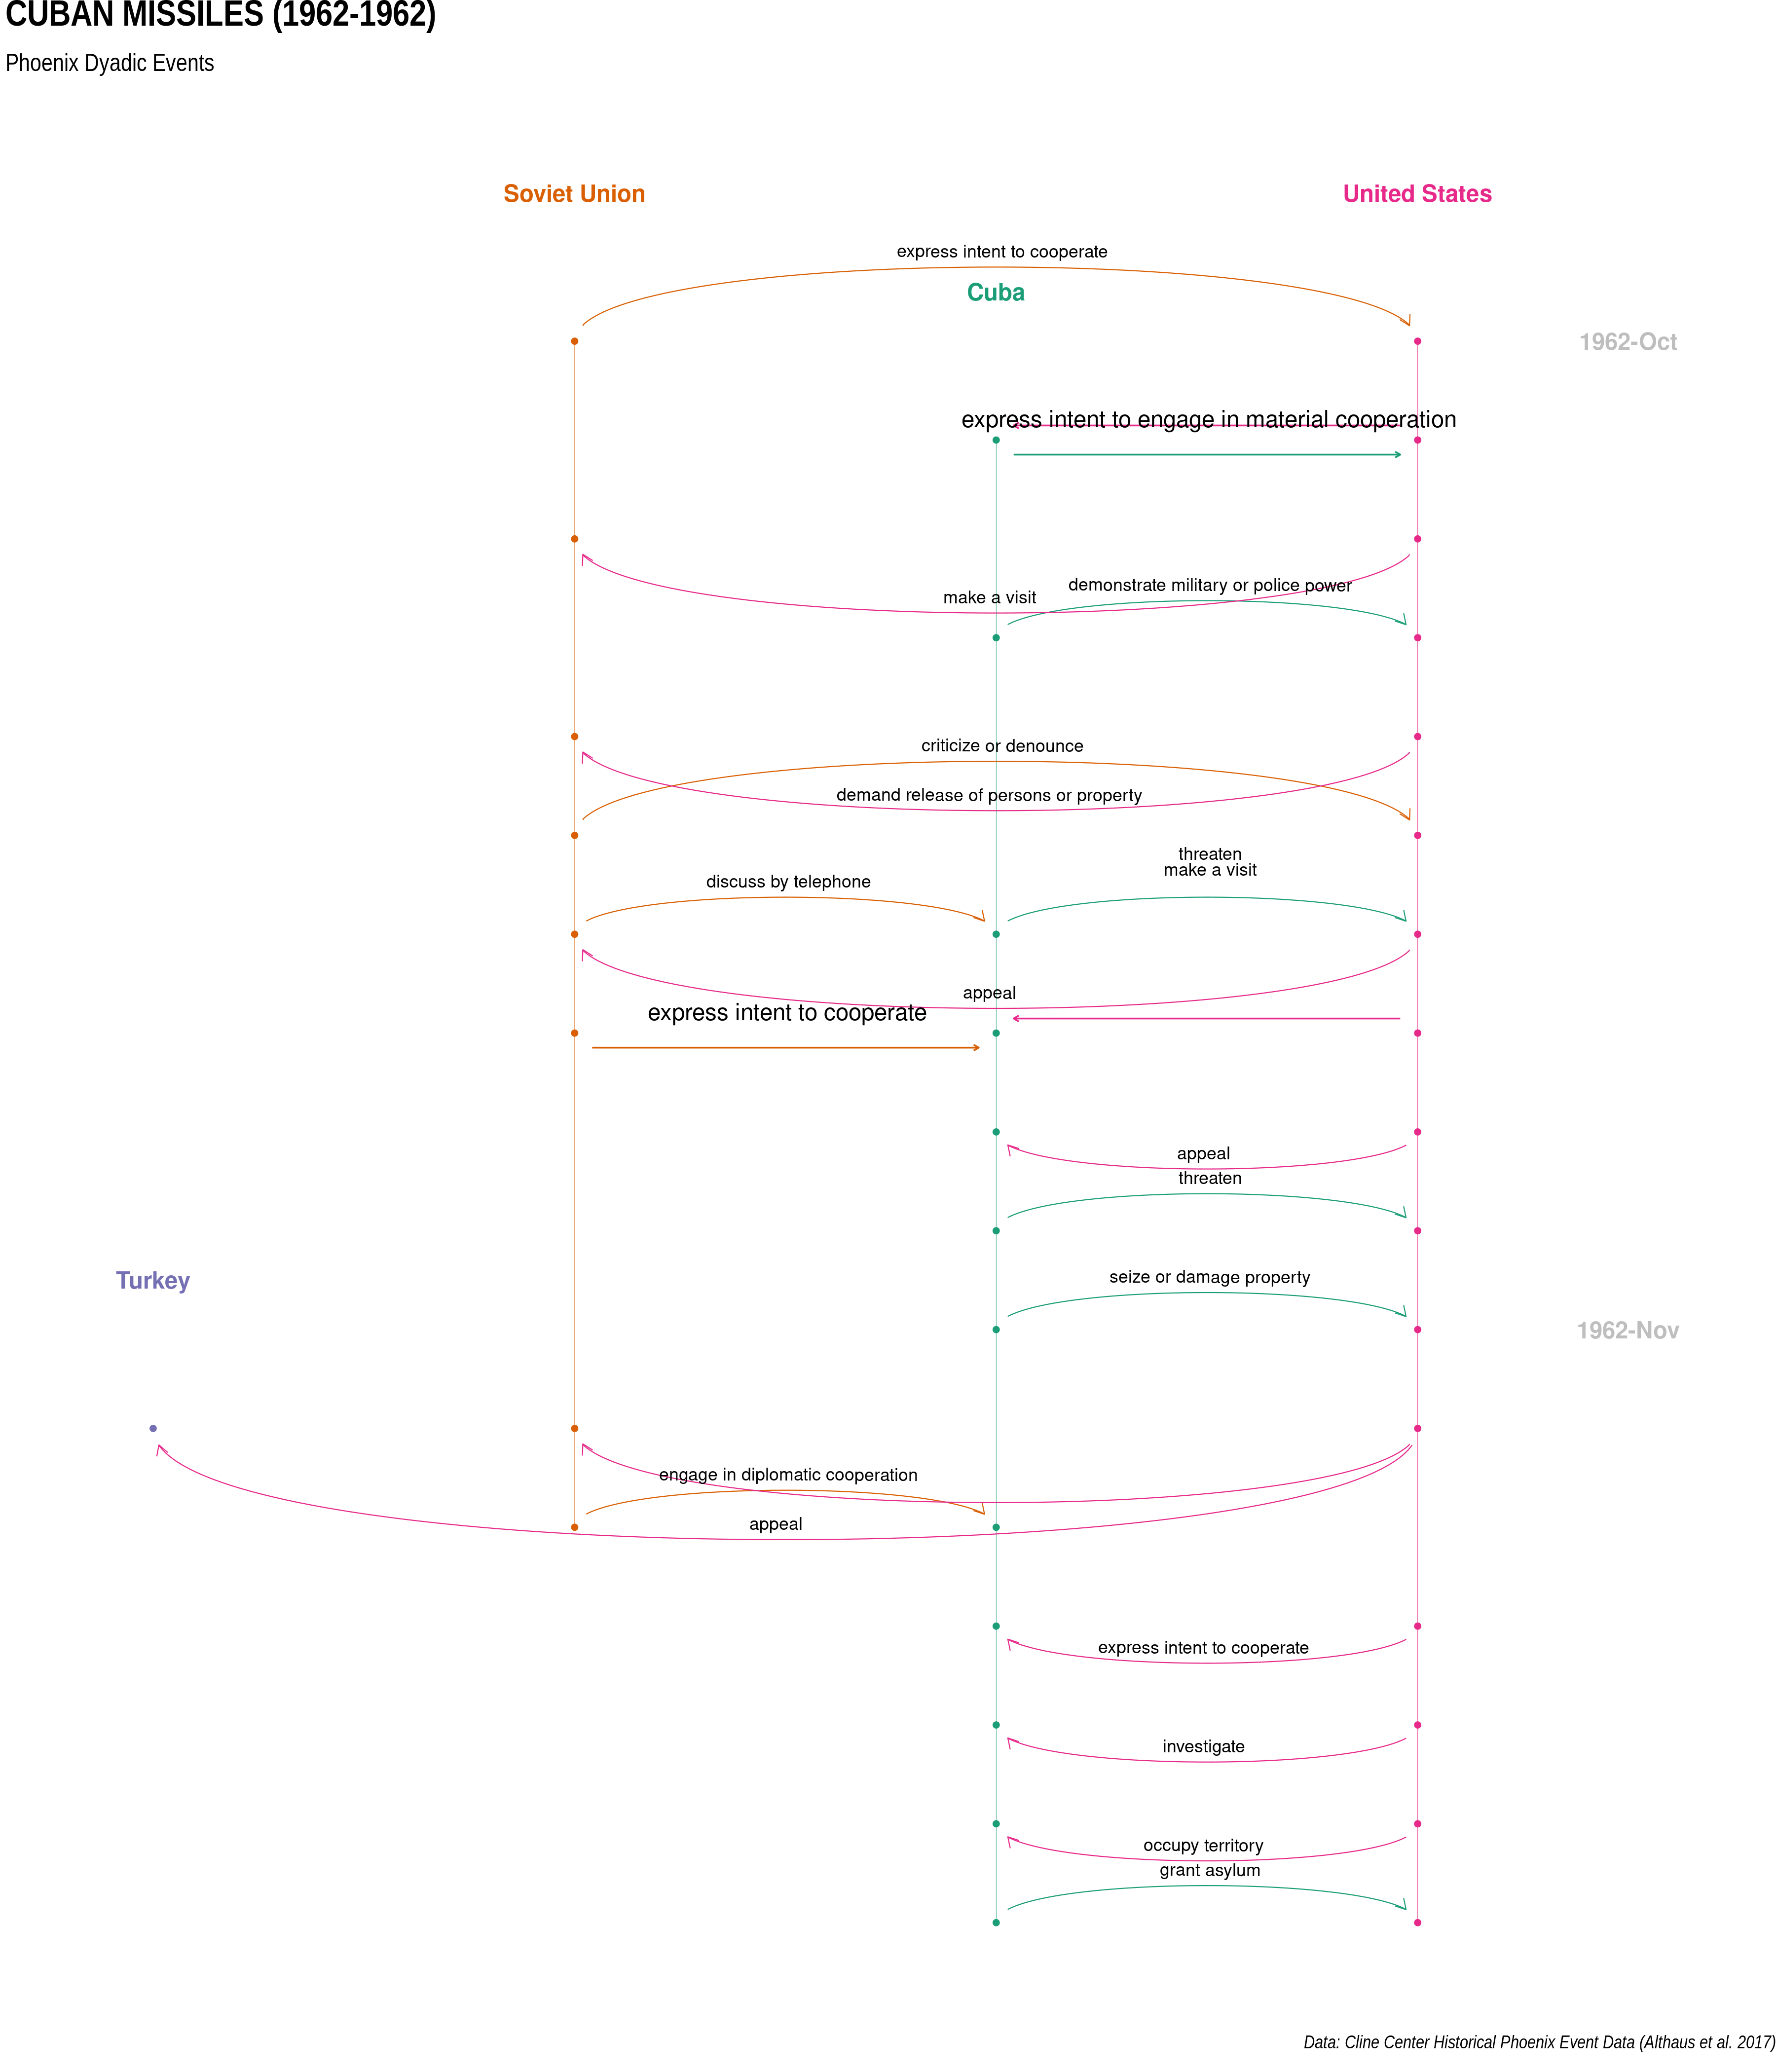 CUBAN MISSILES (1962-1962)
Phoenix Dyadic Events
Soviet Union
United States
express intent to cooperate
Cuba
1962-Oct
express intent to engage in material cooperation
demonstrate military or police power
make a visit
criticize or denounce
demand release of persons or property
threaten
make a visit
discuss by telephone
appeal
express intent to cooperate
appeal
threaten
seize or damage property
Turkey
1962-Nov
engage in diplomatic cooperation
appeal
express intent to cooperate
investigate
occupy territory
grant asylum
Data: Cline Center Historical Phoenix Event Data (Althaus et al. 2017)